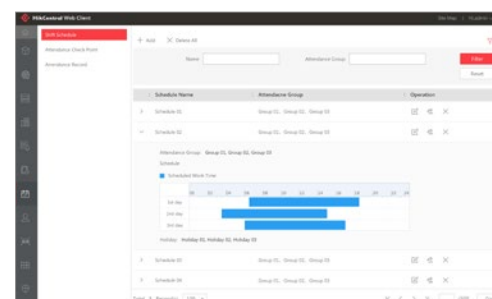 HikCentral Web Client
Site Map
Shift Schedule
Attendance Check Point
Attendance Record
+ Add
× Delete All
Name
Attendance Group
Filter
Reset
Schedule Name
Attendance Group
Operation
Schedule 01
Group 01, Group 02, Group 03
Schedule 02
Group 01, Group 02, Group 03
Attendance Group: Group 01, Group 02, Group 03
Schedule
Scheduled Work Time
1st day
2nd day
3rd day
Holiday: Holiday 01, Holiday 02, Holiday 03
Group 01, Group 02, Group 03
Group 01, Group 02, Group 03